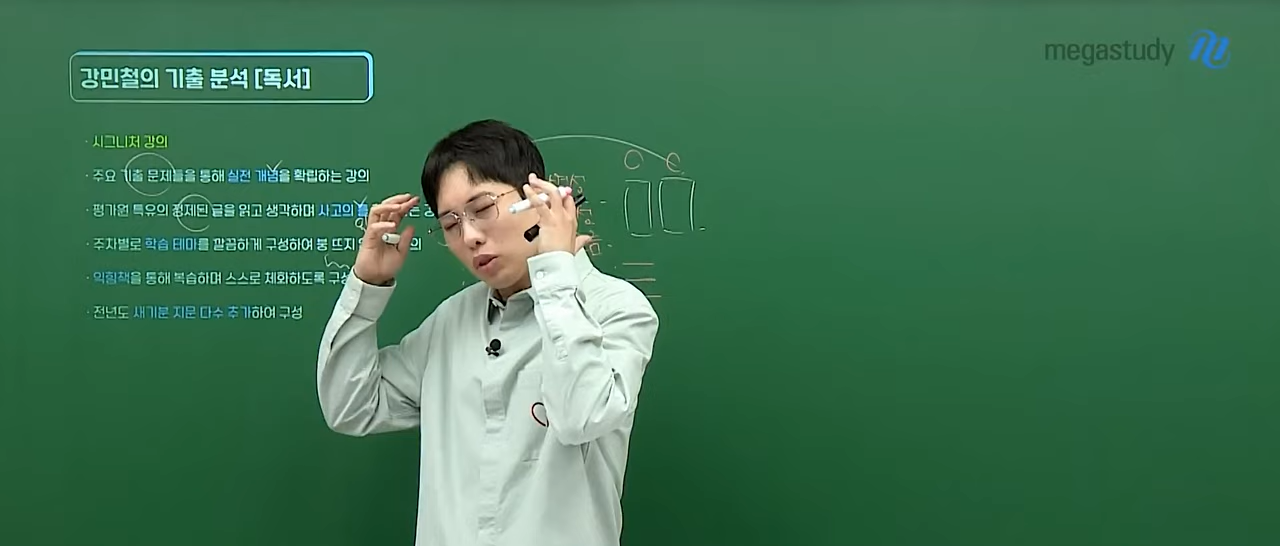 강민철의 기출 분석 [독서]
megastudy
· 시그니처 강의
· 주요 기출 문제들을 통해 실전 개념을 확립하는 강의
· 평가원 특유의 정제된 글을 읽고 생각하며 사고의
· 주차별로 학습 테마를 깔끔하게 구성하여 붕 뜨지 의
· 익힘책을 통해 복습하며 스스로 체화하도록 구성
· 전년도 새기분 지문 다수 추가하여 구성